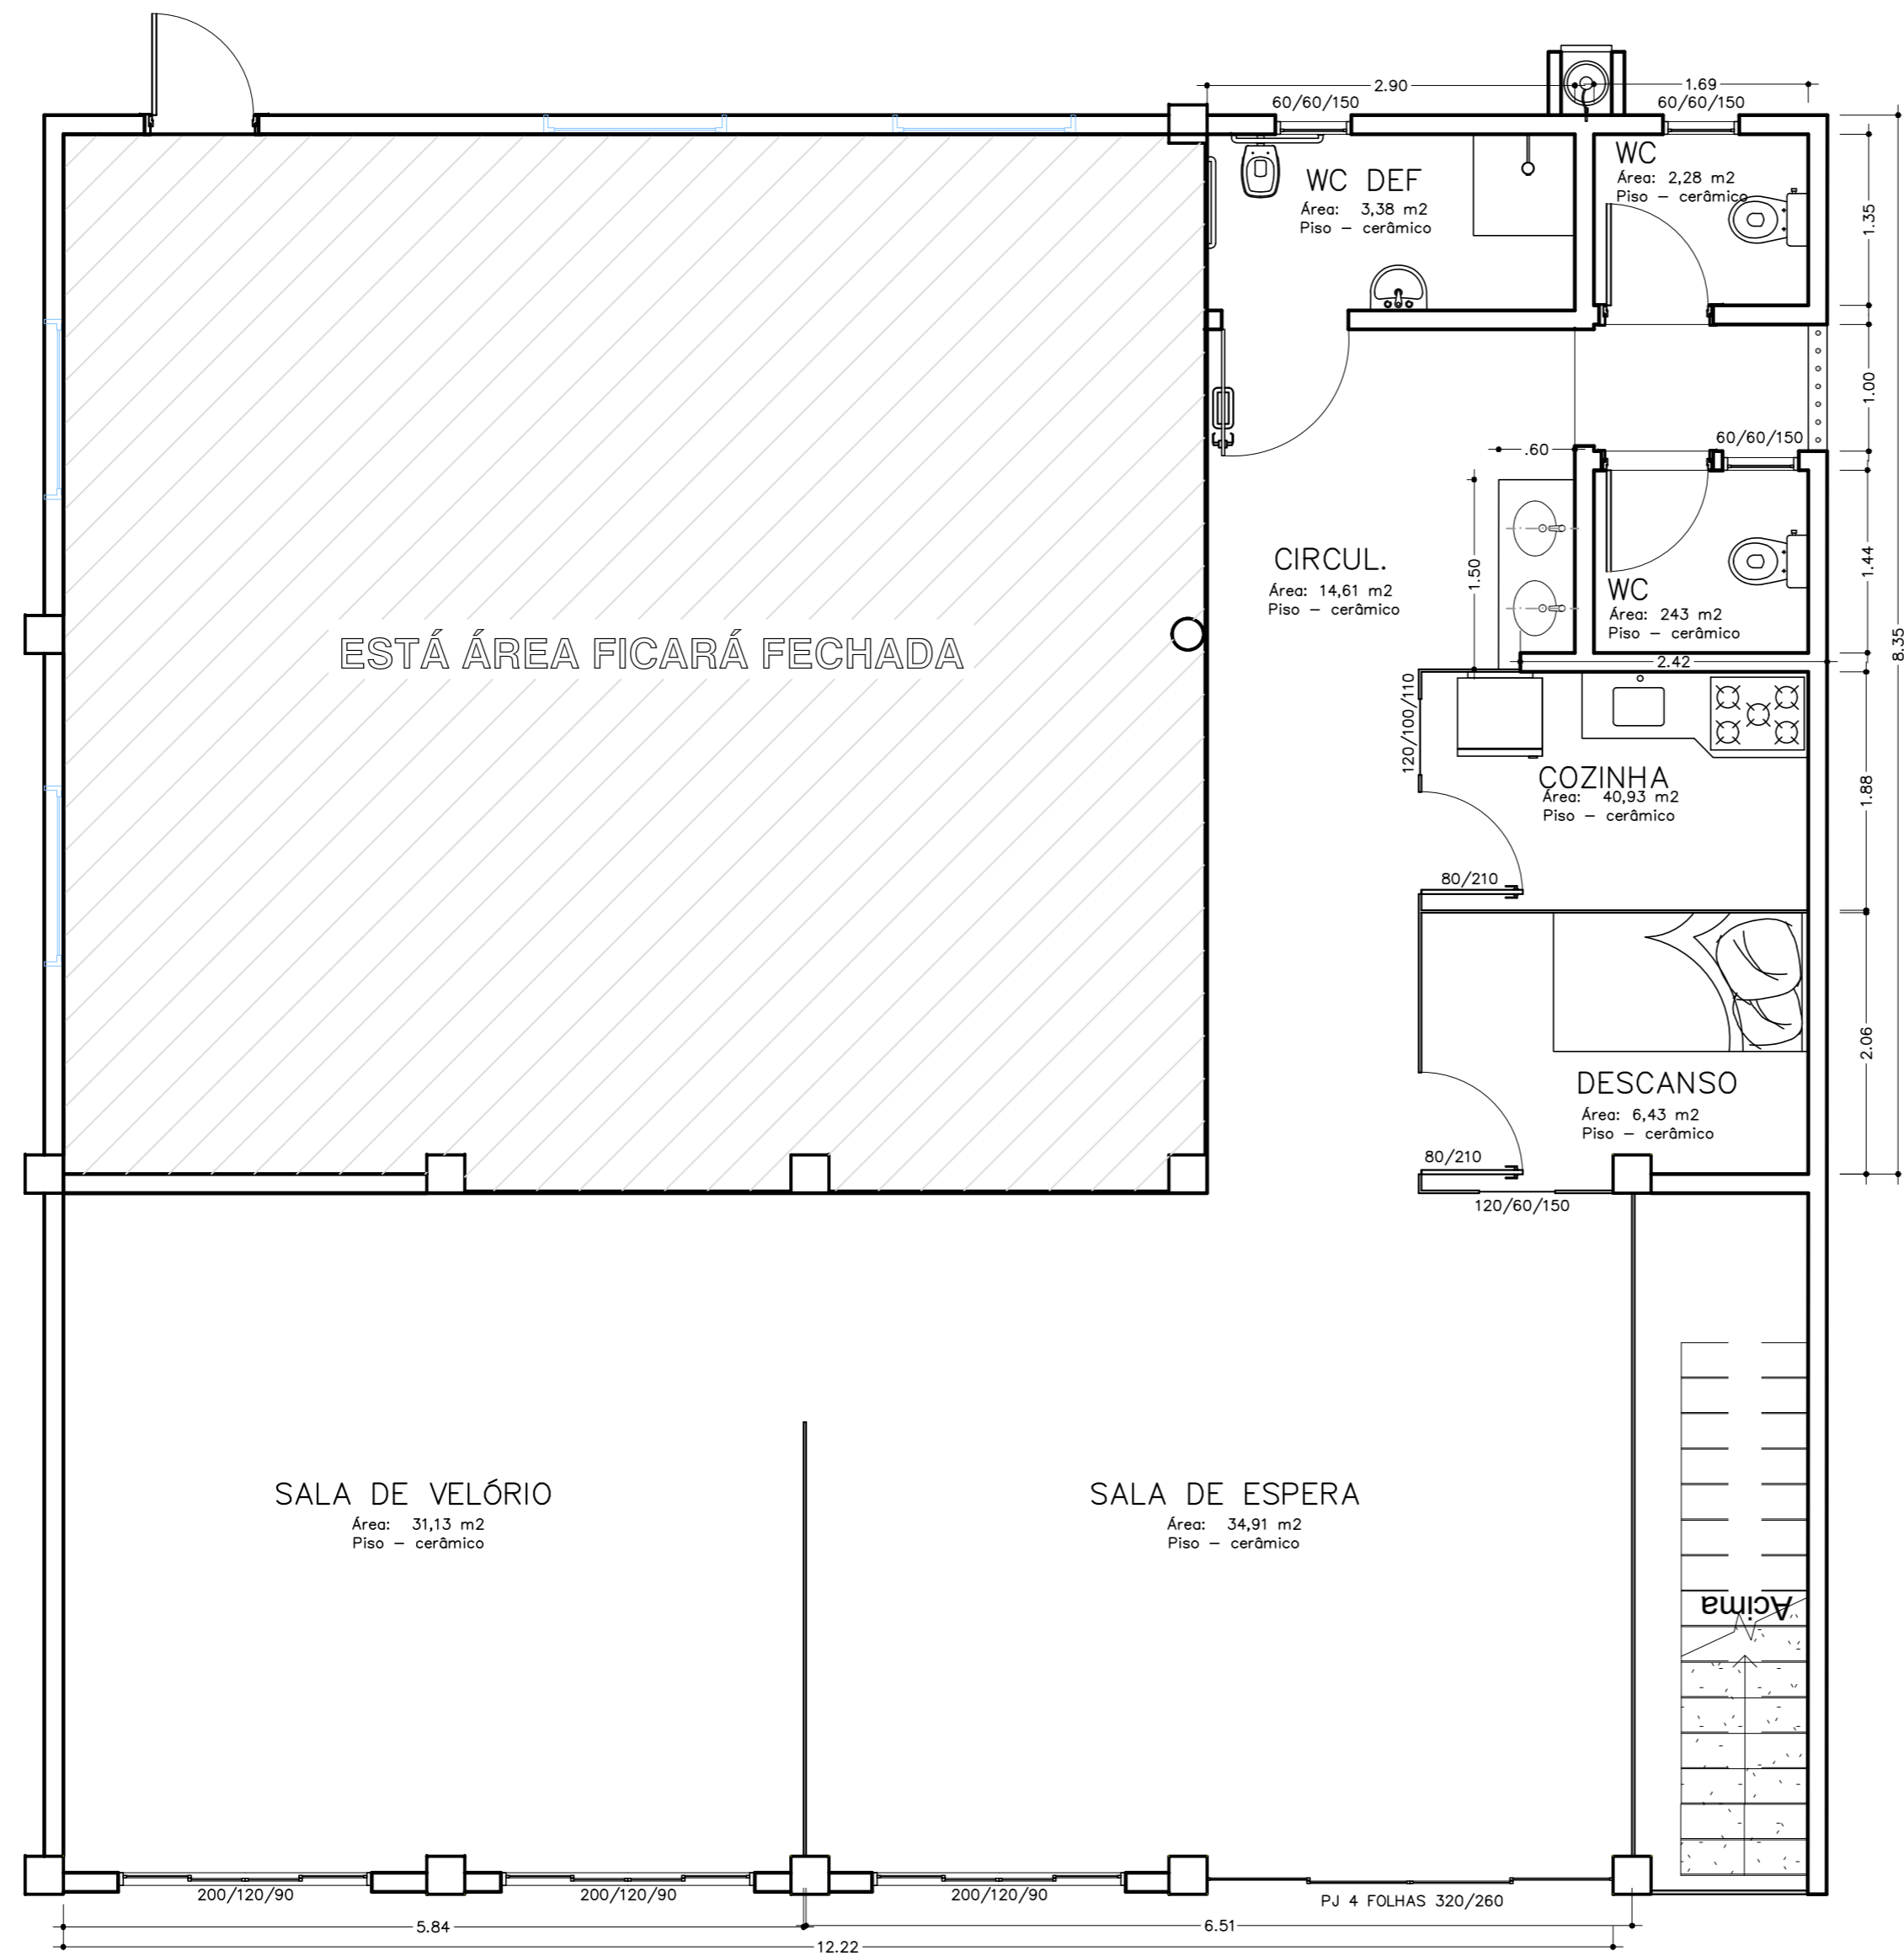 2.90
1.69
60/60/150
60/60/150
WC DEF
Área: 3,38 m2
Piso – cerâmico
WC
Área: 2,28 m2
Piso – cerâmico
1.35
1.00
60/60/150
.60
1.50
CIRCUL.
Área: 14,61 m2
Piso – cerâmico
WC
Área: 243 m2
Piso – cerâmico
1.44
8.35
ESTÁ ÁREA FICARÁ FECHADA
2.42
120/100/110
COZINHA
Área: 40,93 m2
Piso – cerâmico
1.88
80/210
DESCANSO
Área: 6,43 m2
Piso – cerâmico
2.06
80/210
120/60/150
SALA DE VELÓRIO
Área: 31,13 m2
Piso – cerâmico
SALA DE ESPERA
Área: 34,91 m2
Piso – cerâmico
Acima
200/120/90
200/120/90
200/120/90
PJ 4 FOLHAS 320/260
5.84
6.51
12.22